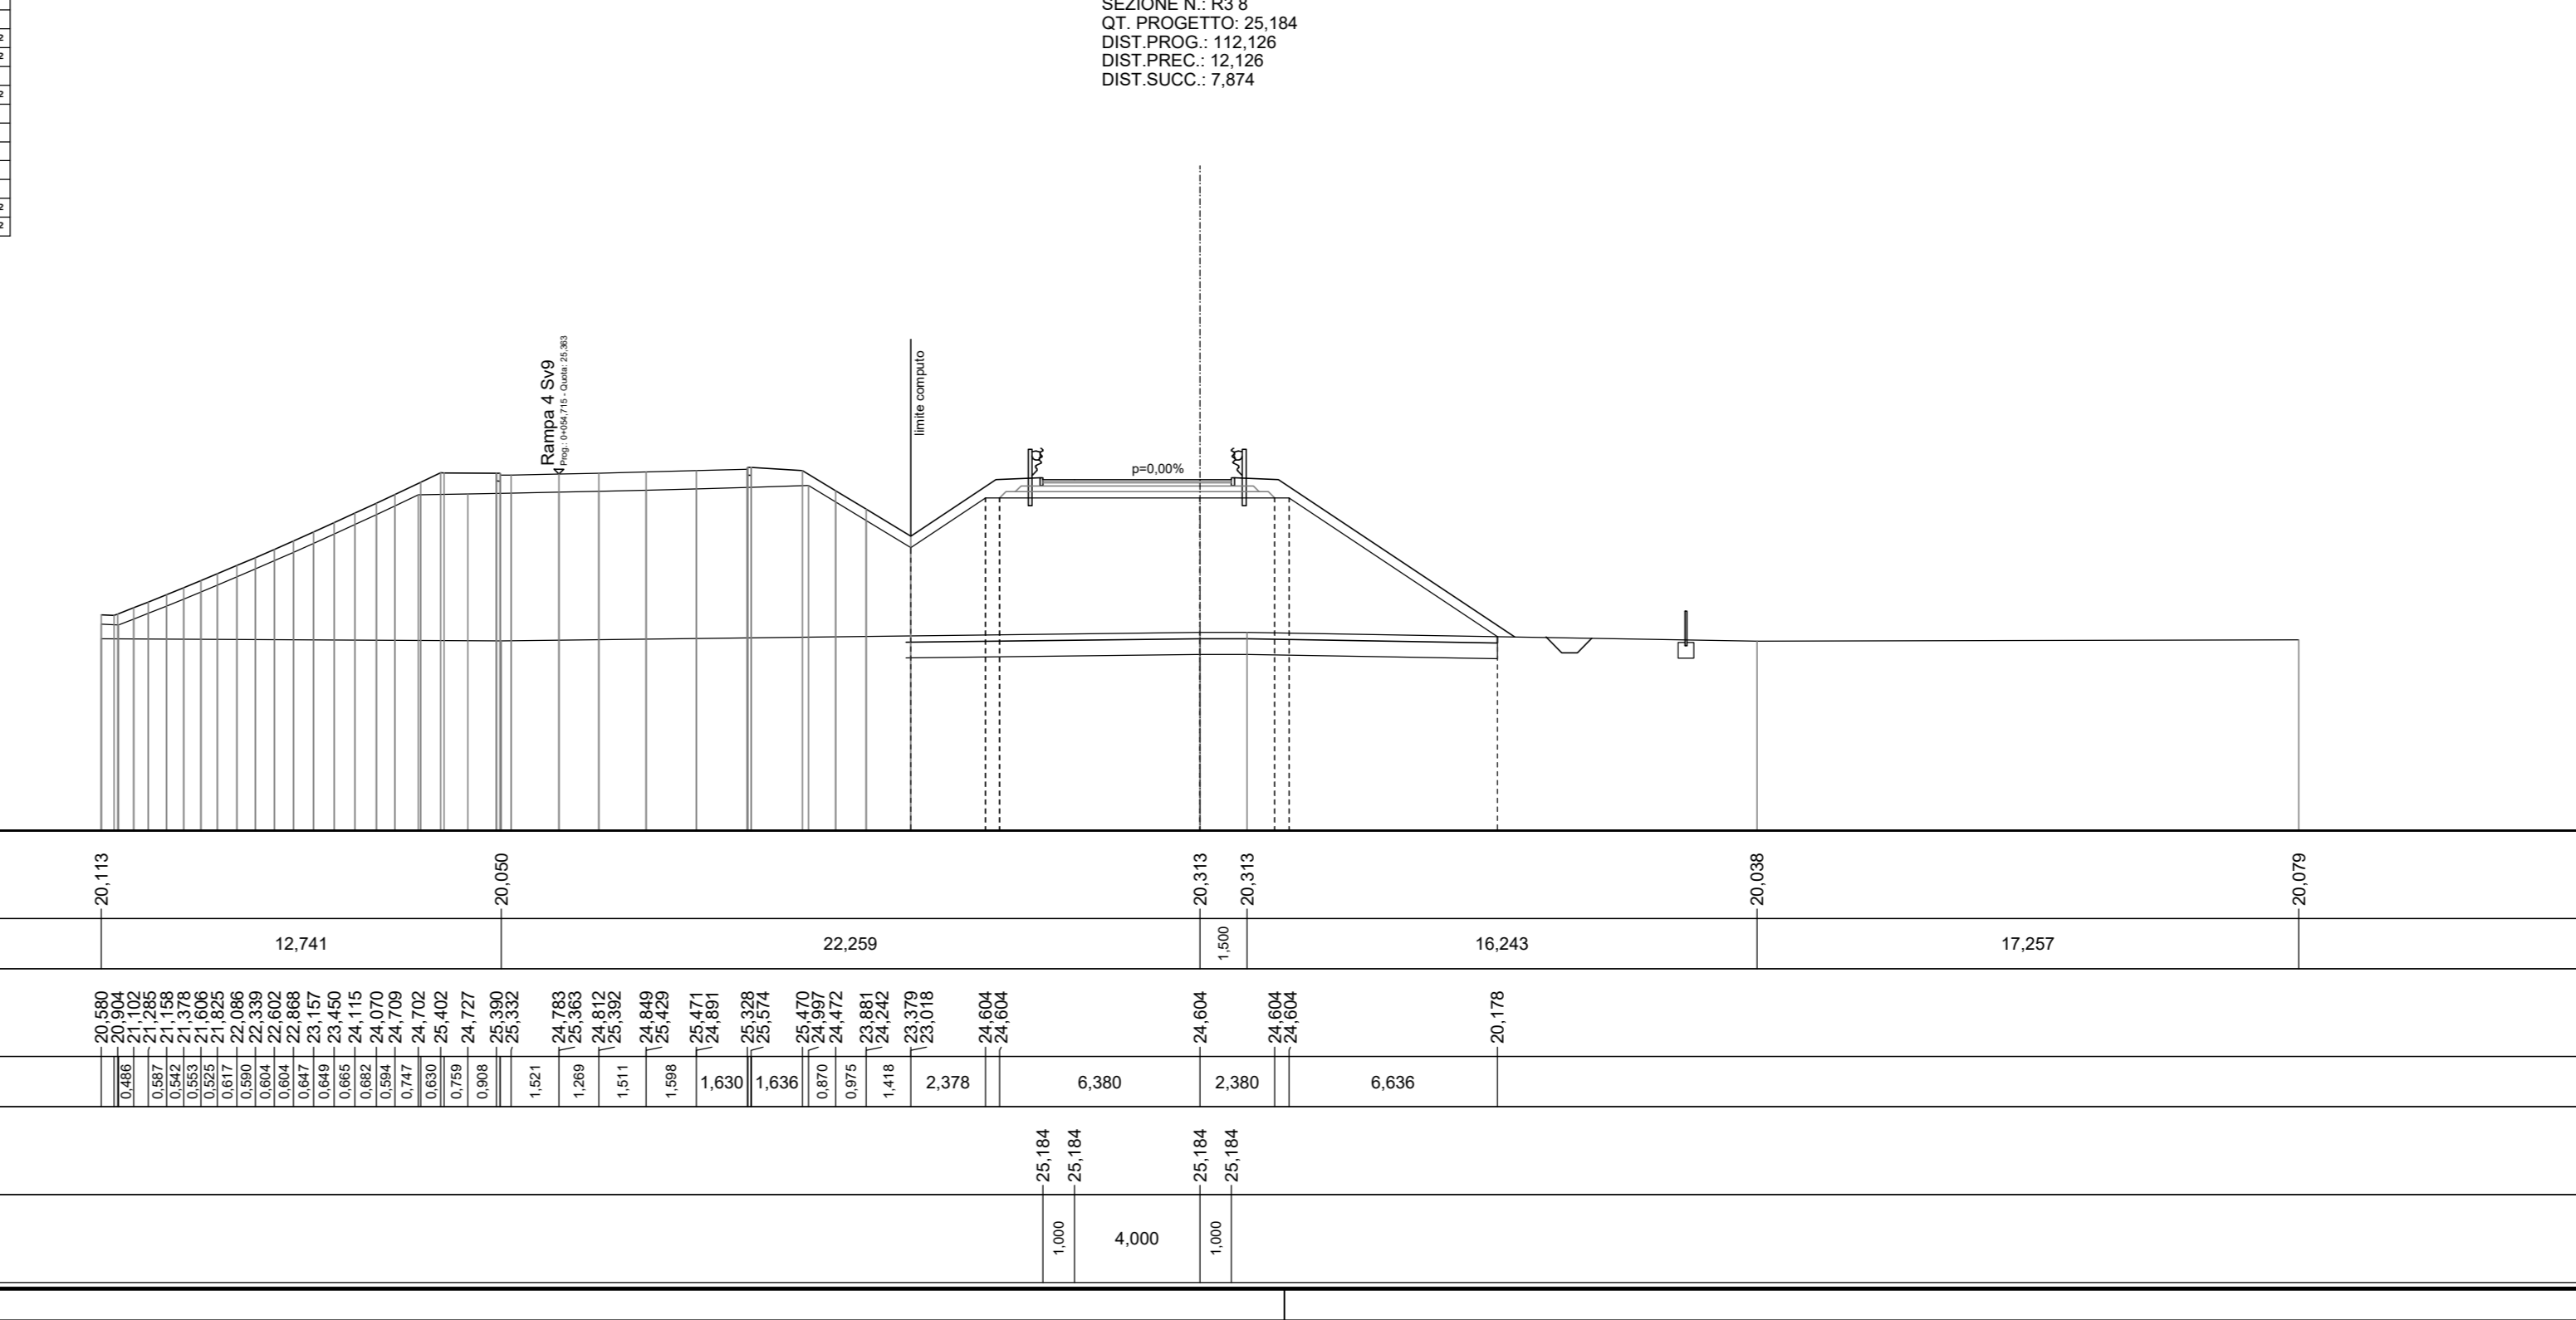 SEZIONE N.: R3 8
QT. PROGETTO: 25,184
DIST.PROG.: 112,126
DIST.PREC.: 12,126
DIST.SUCC.: 7,874
Rampa 4 Sv9
Prog.: 0+054,715 - Quota: 25,363
limite computo
p=0,00%
20,113 20,050 20,313 20,313 20,038 20,079
12,741 22,259 1,500 16,243 17,257
20,580 20,904 21,102 21,285 21,158 21,378 21,606 21,825 22,086 22,339 22,602 22,868 23,157 23,450 24,115 24,070 24,709 24,702 25,402 24,727 25,390 25,332 24,783 25,363 24,812 25,392 24,849 25,429 25,471 24,891 25,328 25,574 25,470 24,997 24,472 23,881 24,242 23,379 23,018 24,604 24,604 24,604 24,604 24,604 20,178
0,486 0,587 0,542 0,553 0,525 0,617 0,590 0,604 0,604 0,647 0,649 0,665 0,682 0,594 0,747 0,630 0,759 0,908 1,521 1,269 1,511 1,598 1,630 1,636 0,870 0,975 1,418 2,378 6,380 2,380 6,636
25,184 25,184 25,184 25,184
1,000 4,000 1,000